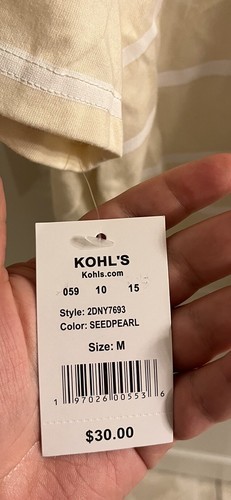 KOHL'S
Kohls.com
059 10 15
Style: 2DNY7693
Color: SEEDPEARL
Size: M
1 97026 00553 6
$30.00